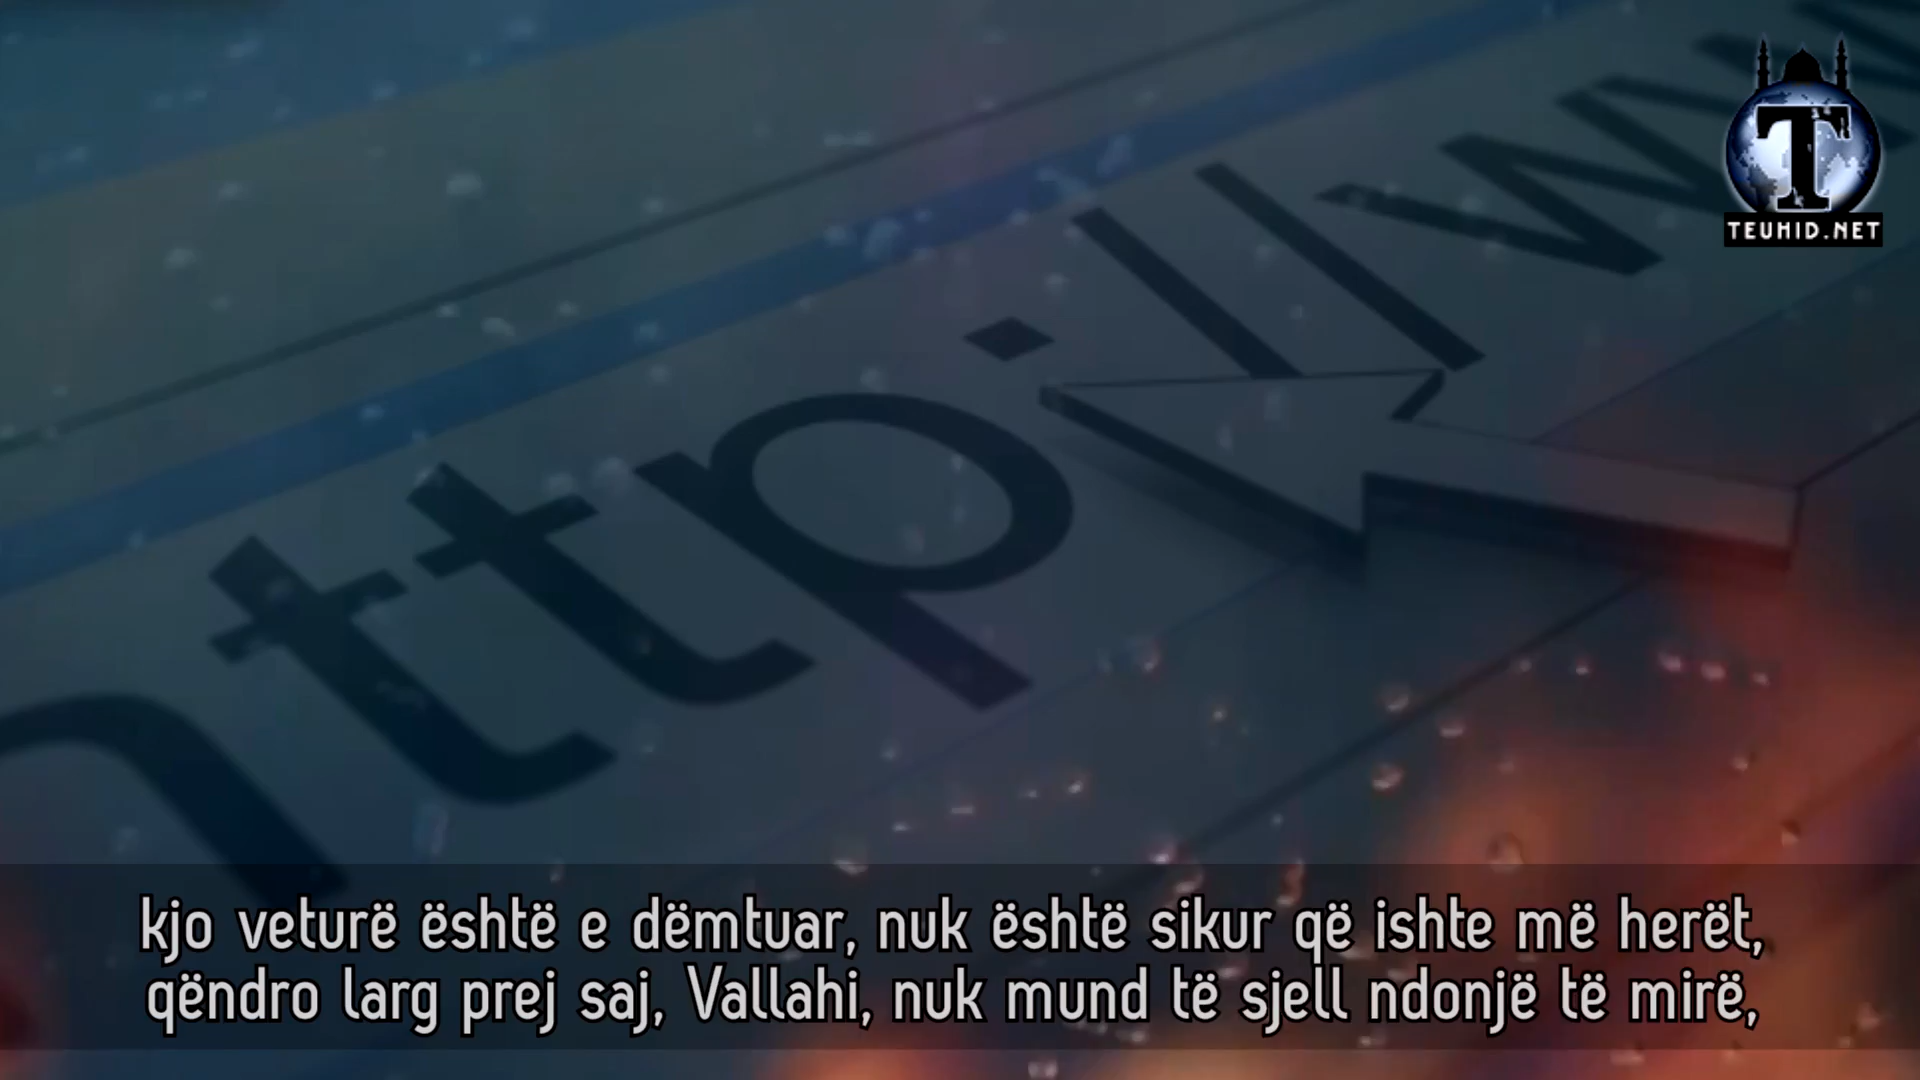 http://ww
TEUHID.NET
kjo veturë është e dëmtuar, nuk është sikur që ishte më herët,
qëndro larg prej saj, Vallahi, nuk mund të sjell ndonjë të mirë,